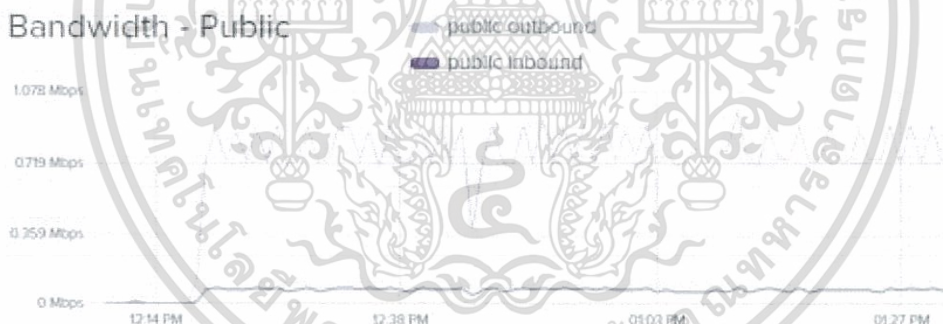 Bandwidth - Public
public outbound
public inbound
1.078 Mbps
0.719 Mbps
0.359 Mbps
0 Mbps
12:14 PM 12:38 PM 01:03 PM 01:27 PM